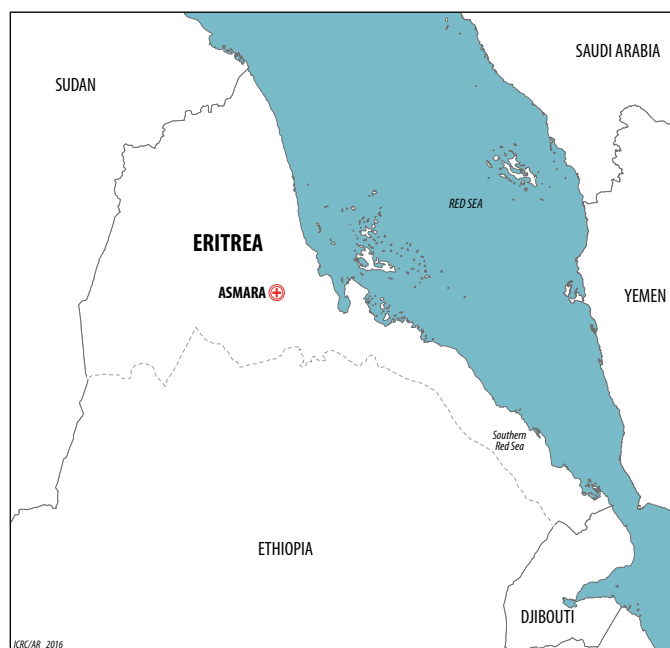 SAUDI ARABIA
SUDAN
RED SEA
ERITREA
ASMARA
YEMEN
Southern
Red Sea
ETHIOPIA
DJIBOUTI
ICRC/AR 2016